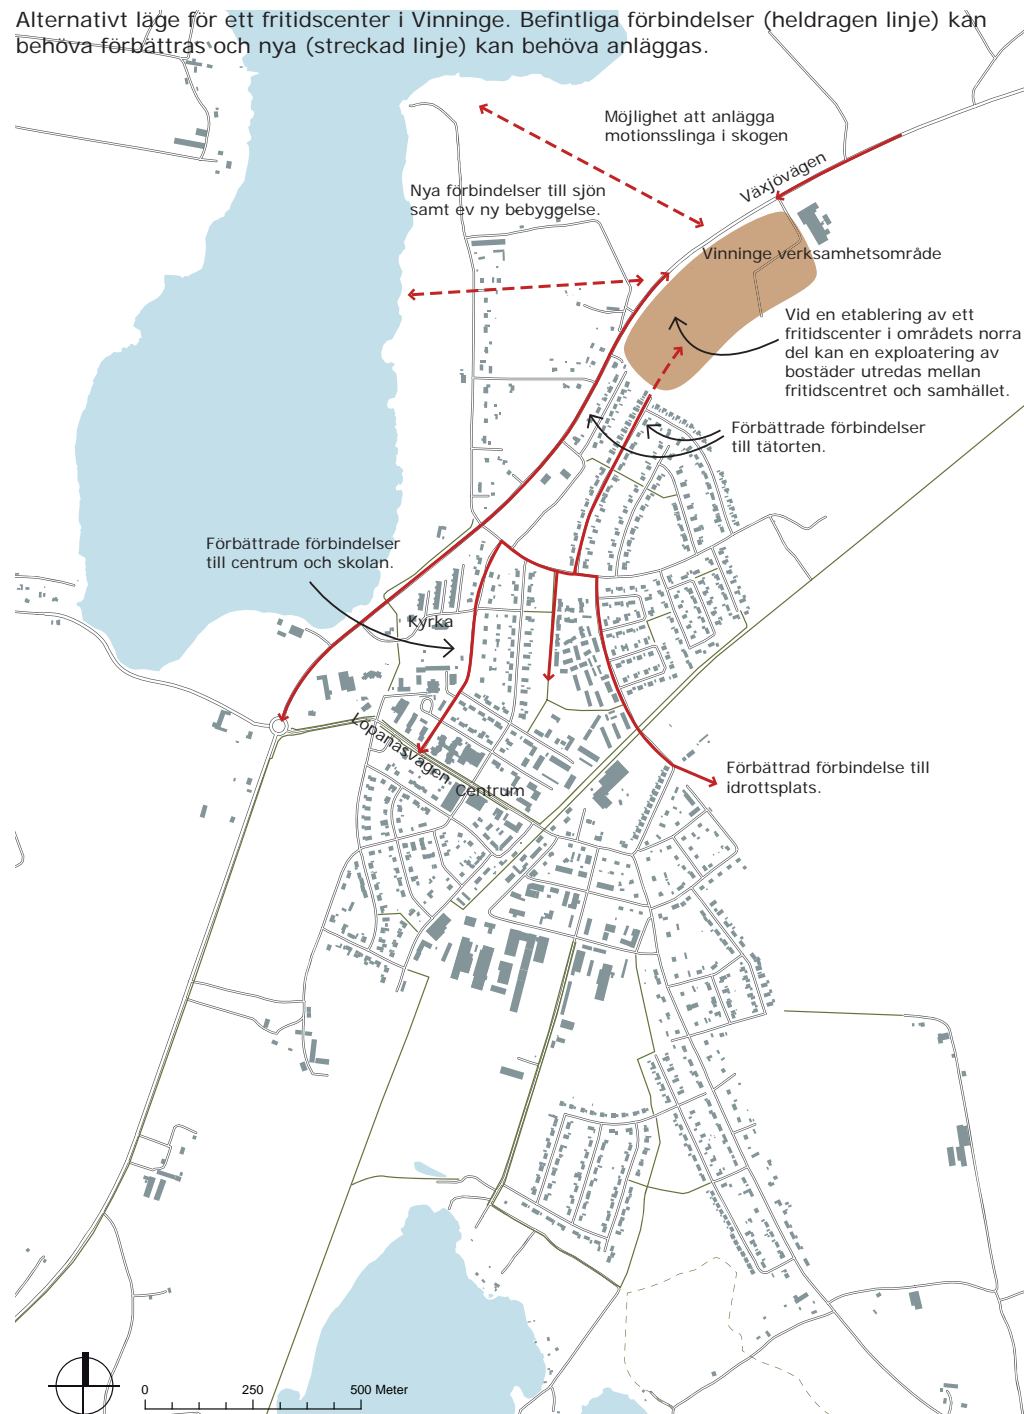 Alternativt läge för ett fritidscenter i Vinninge. Befintliga förbindelser (heldragen linje) kan
behöva förbättras och nya (streckad linje) kan behöva anläggas.
Möjlighet att anlägga
motionsslinga i skogen
Växjövägen
Nya förbindelser till sjön
samt ev ny bebyggelse.
Vinninge verksamhetsområde
Vid en etablering av ett
fritidscenter i områdets norra
del kan en exploatering av
bostäder utredas mellan
fritidscentret och samhället.
Förbättrade förbindelser
till tätorten.
Förbättrade förbindelser
till centrum och skolan.
Kyrka
Lopanäsvägen
Förbättrad förbindelse till
idrottsplats.
Centrum
0 250 500 Meter